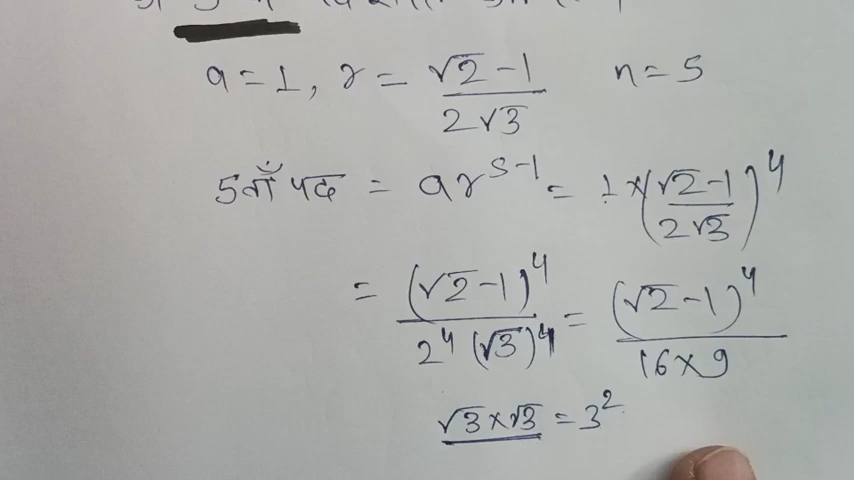 a = 1, r = (√2 - 1)/(2√3) n = 5
5वाँ पद = ar^(5-1) = 1 × ((√2-1)/(2√3))^4
= (√2-1)^4/(2^4 (√3)^4) = (√2-1)^4/(16×9)
√3×√3 = 3^2